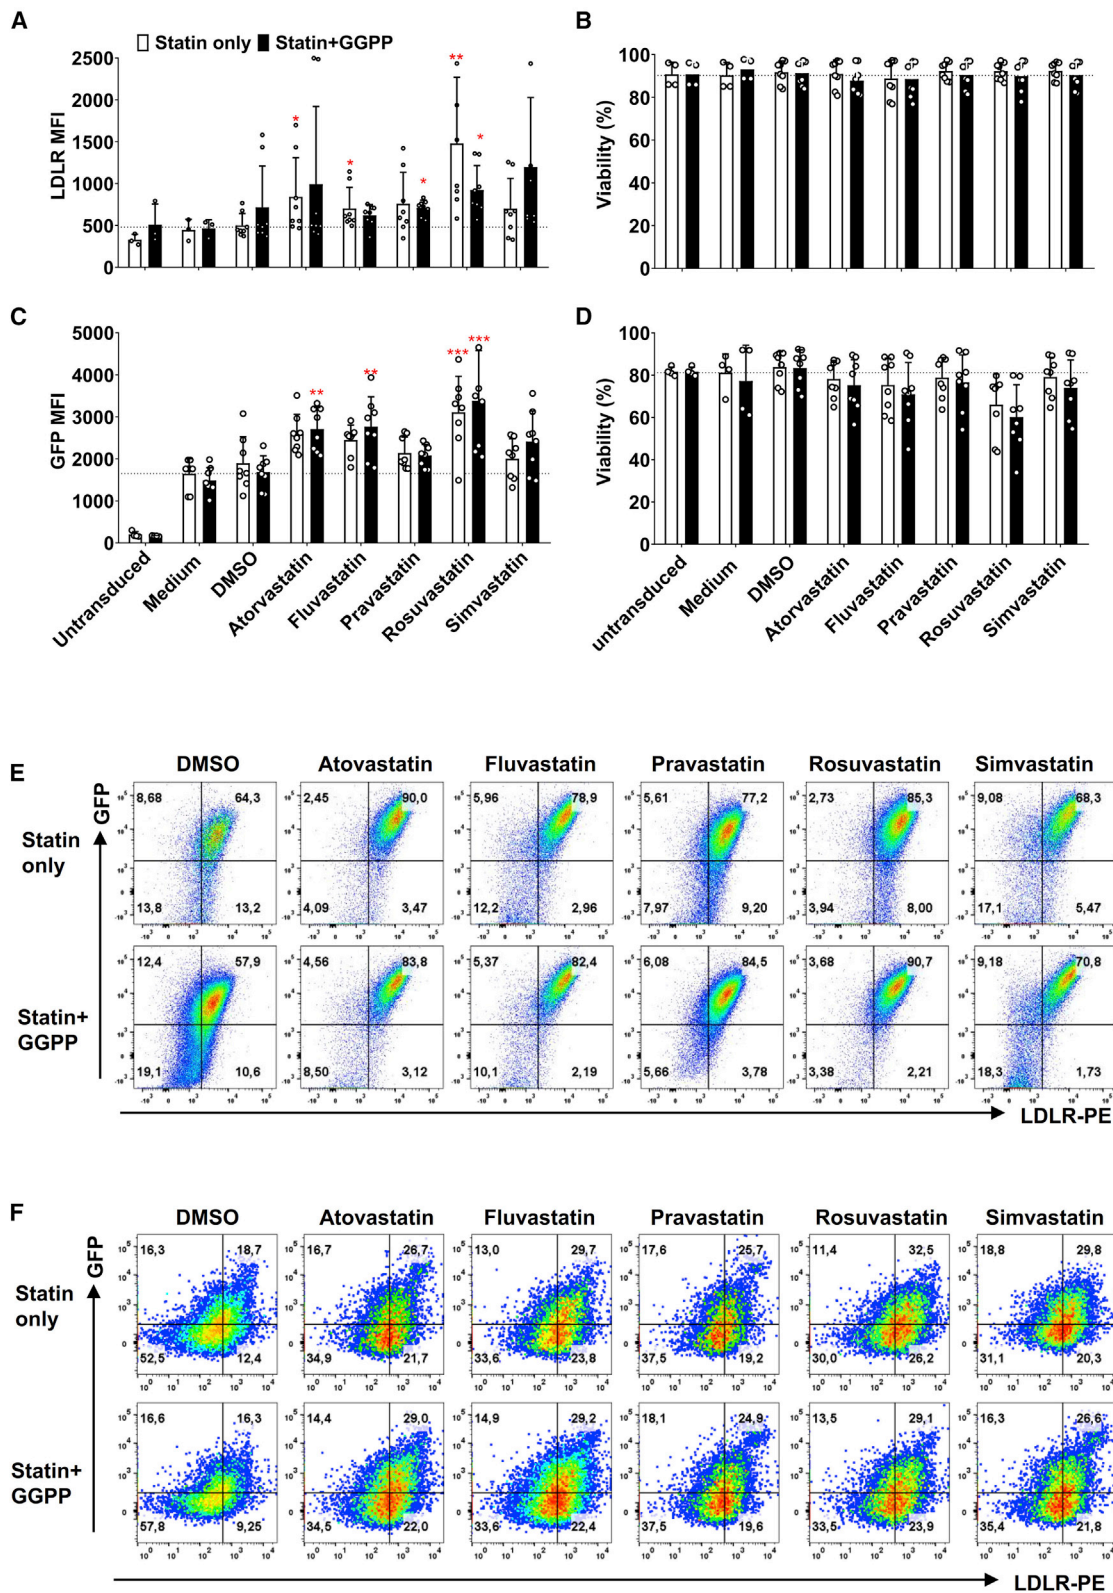 A
B
Statin only Statin+GGPP
LDLR MFI
2500
2000
1500
1000
500
0
* * * ** *
Viability (%)
100
80
60
40
20
0
C
D
GFP MFI
5000
4000
3000
2000
1000
0
** ** *** ***
Untransduced
Medium
DMSO
Atorvastatin
Fluvastatin
Pravastatin
Rosuvastatin
Simvastatin
Viability (%)
100
80
60
40
20
0
untransduced
Medium
DMSO
Atorvastatin
Fluvastatin
Pravastatin
Rosuvastatin
Simvastatin
E
DMSO Atovastatin Fluvastatin Pravastatin Rosuvastatin Simvastatin
GFP
Statin
only
8,68 64,3 2,45 90,0 5,96 78,9 5,61 77,2 2,73 85,3 9,08 68,3
13,8 13,2 4,09 3,47 12,2 2,96 7,97 9,20 3,94 8,00 17,1 5,47
Statin+
GGPP
12,4 57,9 4,56 83,8 5,37 82,4 6,08 84,5 3,68 90,7 9,18 70,8
19,1 10,6 8,50 3,12 10,1 2,19 5,66 3,78 3,38 2,21 18,3 1,73
LDLR-PE
F
DMSO Atovastatin Fluvastatin Pravastatin Rosuvastatin Simvastatin
GFP
Statin
only
16,3 18,7 16,7 26,7 13,0 29,7 17,6 25,7 11,4 32,5 18,8 29,8
52,5 12,4 34,9 21,7 33,6 23,8 37,5 19,2 30,0 26,2 31,1 20,3
Statin+
GGPP
16,6 16,3 14,4 29,0 14,9 29,2 18,1 24,9 13,5 29,1 16,3 26,6
57,8 9,25 34,5 22,0 33,6 22,4 37,5 19,6 33,5 23,9 35,4 21,8
LDLR-PE